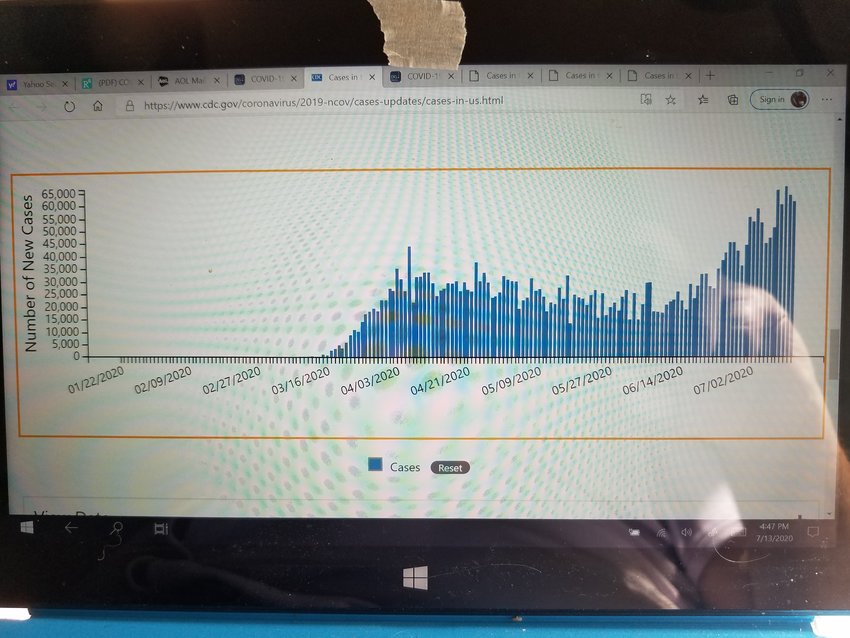 Yahoo Se
(PDF) CO
AOL Mai
COVID-1
Cases in
COVID-1
Cases in
Cases in
Cases in
https://www.cdc.gov/coronavirus/2019-ncov/cases-updates/cases-in-us.html
Sign in
Number of New Cases
65,000
60,000
55,000
50,000
45,000
40,000
35,000
30,000
25,000
20,000
15,000
10,000
5,000
0
01/22/2020
02/09/2020
02/27/2020
03/16/2020
04/03/2020
04/21/2020
05/09/2020
05/27/2020
06/14/2020
07/02/2020
Cases
Reset
4:47 PM
7/13/2020